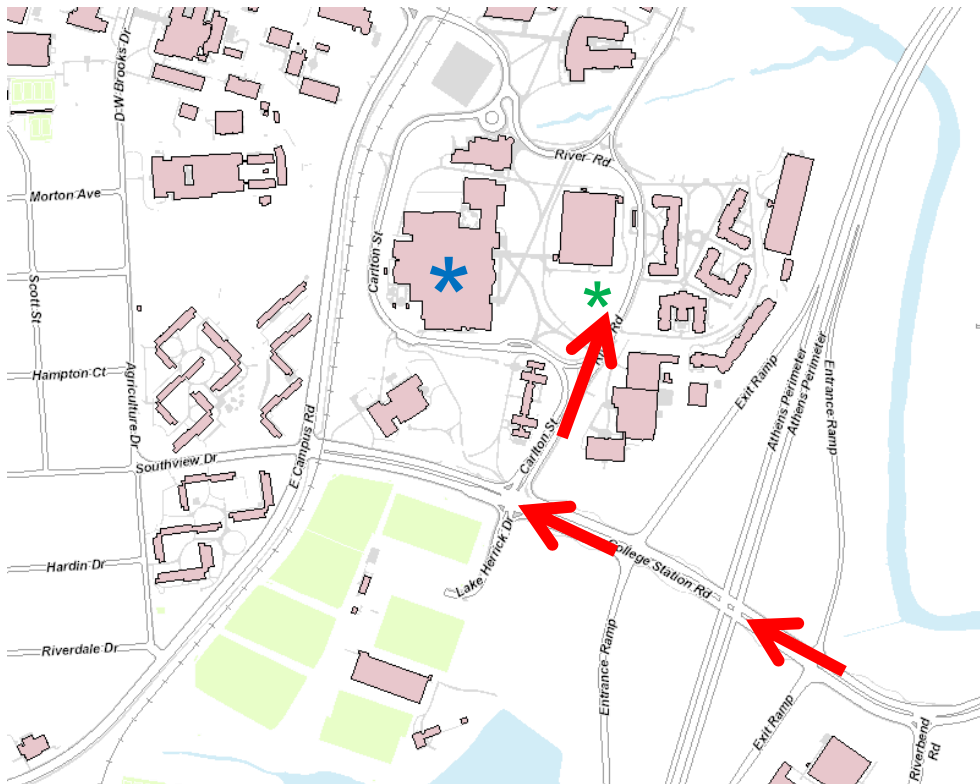 D W Brooks Dr
River Rd
Morton Ave
Carlton St
Scott St
River Rd
Hampton Ct
Agriculture Dr
Exit Ramp
Athens Perimeter
Athens Perimeter
Entrance Ramp
E Campus Rd
Carlton St
Southview Dr
Lake Herrick Dr
College Station Rd
Hardin Dr
Riverdale Dr
Entrance Ramp
Exit Ramp
Riverbend
Rd